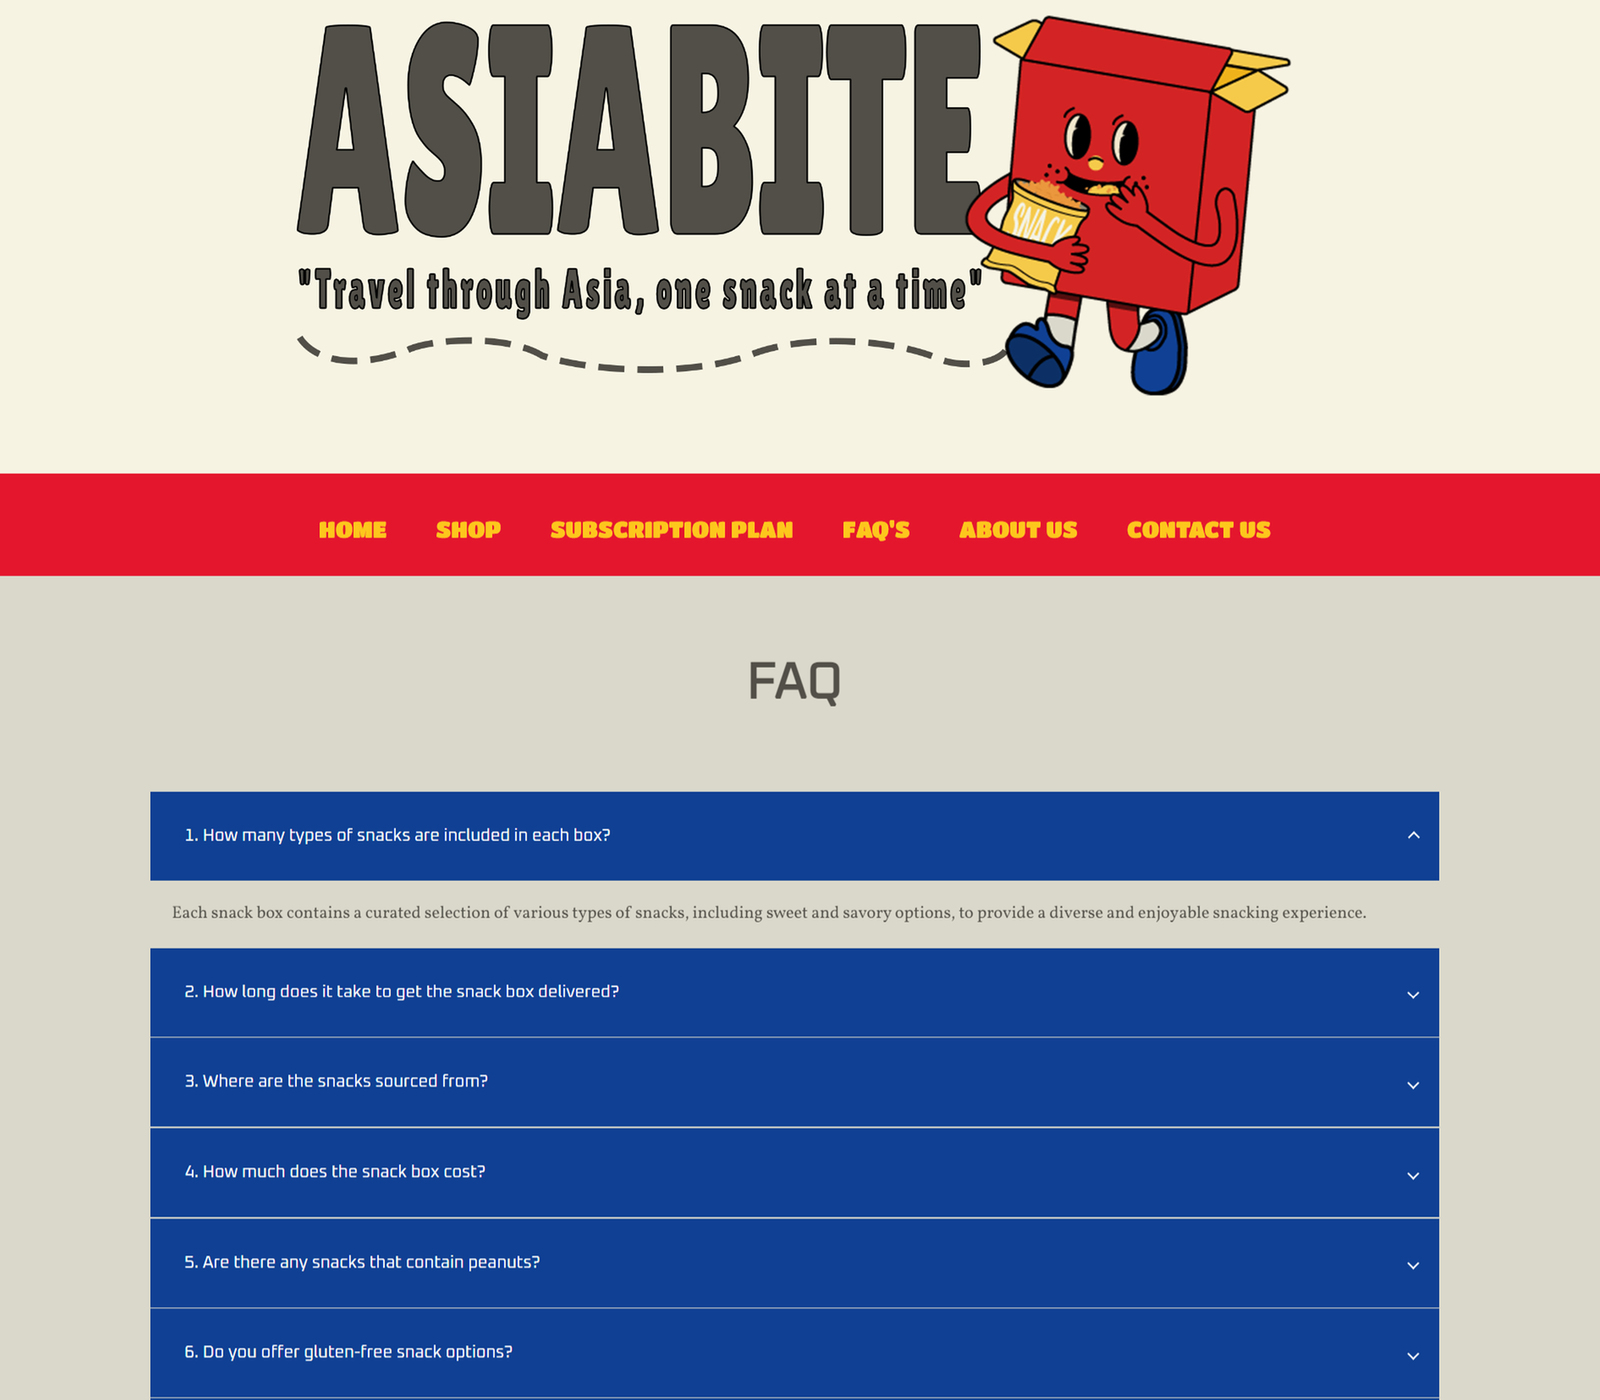 ASIABITE
SNACK
"Travel through Asia, one snack at a time"
HOME SHOP SUBSCRIPTION PLAN FAQ'S ABOUT US CONTACT US
FAQ
1. How many types of snacks are included in each box?
Each snack box contains a curated selection of various types of snacks, including sweet and savory options, to provide a diverse and enjoyable snacking experience.
2. How long does it take to get the snack box delivered?
3. Where are the snacks sourced from?
4. How much does the snack box cost?
5. Are there any snacks that contain peanuts?
6. Do you offer gluten-free snack options?